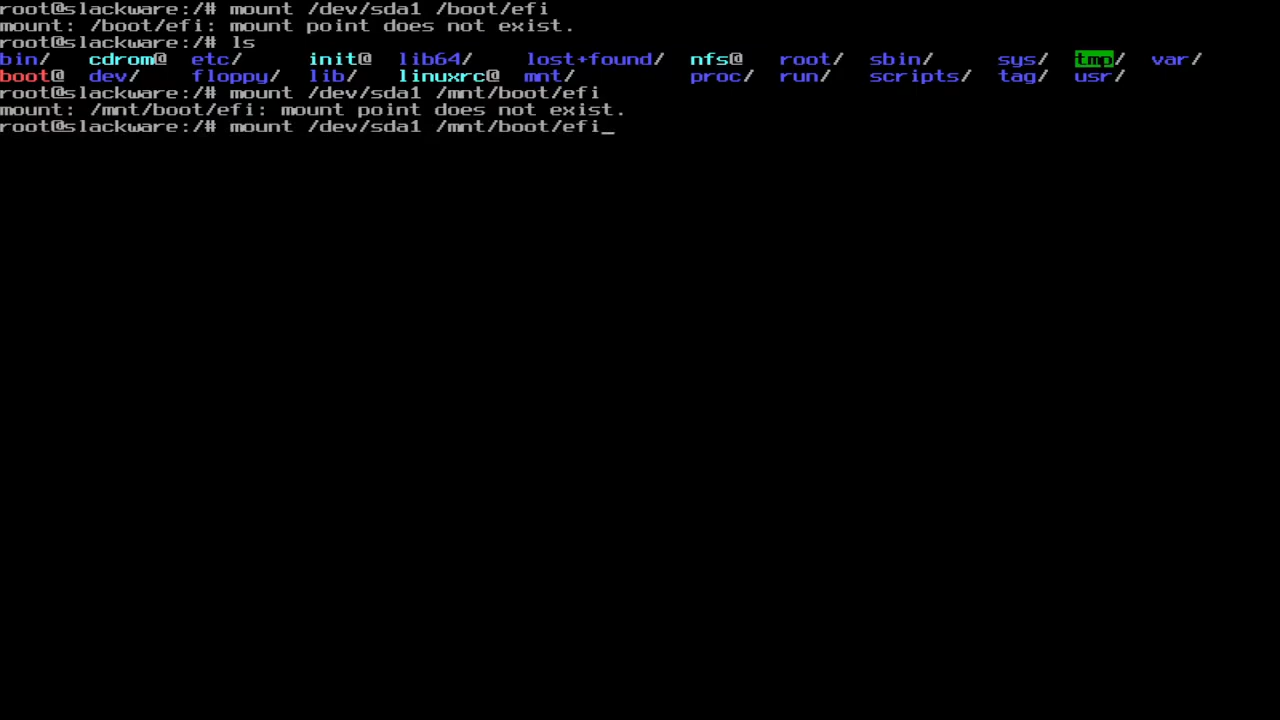 root@slackware:/# mount /dev/sda1 /boot/efi
mount: /boot/efi: mount point does not exist.
root@slackware:/# ls
bin/   cdrom@  etc/     init@  lib64/     lost+found/  nfs@   root/  sbin/     sys/  tmp/  var/
boot@  dev/    floppy/  lib/   linuxrc@  mnt/         proc/  run/   scripts/  tag/  usr/
root@slackware:/# mount /dev/sda1 /mnt/boot/efi
mount: /mnt/boot/efi: mount point does not exist.
root@slackware:/# mount /dev/sda1 /mnt/boot/efi_